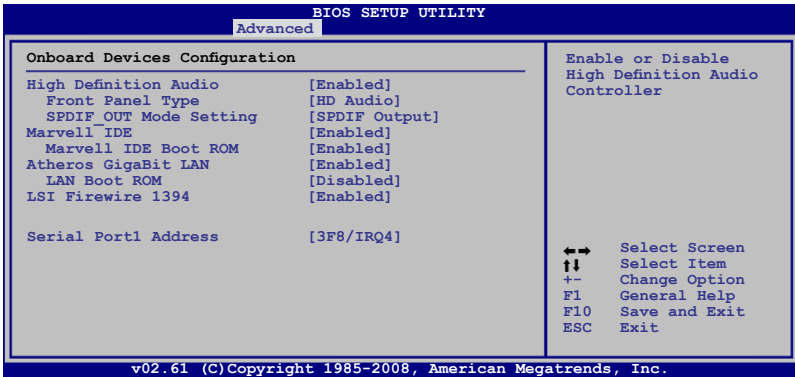 BIOS SETUP UTILITY
Advanced
Onboard Devices Configuration
High Definition Audio [Enabled]
Front Panel Type [HD Audio]
SPDIF_OUT Mode Setting [SPDIF Output]
Marvell IDE [Enabled]
Marvell IDE Boot ROM [Enabled]
Atheros GigaBit LAN [Enabled]
LAN Boot ROM [Disabled]
LSI Firewire 1394 [Enabled]
Serial Port1 Address [3F8/IRQ4]
Enable or Disable
High Definition Audio
Controller
←→ Select Screen
↑↓ Select Item
+- Change Option
F1 General Help
F10 Save and Exit
ESC Exit
v02.61 (C)Copyright 1985-2008, American Megatrends, Inc.